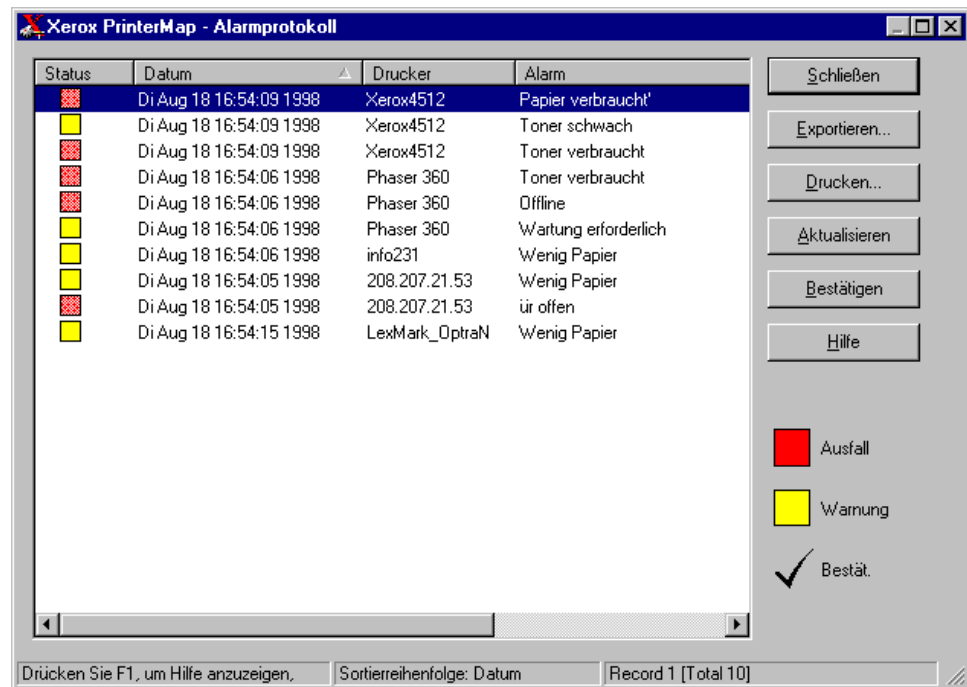 Xerox PrinterMap - Alarmprotokoll
Status Datum Drucker Alarm
Di Aug 18 16:54:09 1998 Xerox4512 Papier verbraucht'
Di Aug 18 16:54:09 1998 Xerox4512 Toner schwach
Di Aug 18 16:54:09 1998 Xerox4512 Toner verbraucht
Di Aug 18 16:54:06 1998 Phaser 360 Toner verbraucht
Di Aug 18 16:54:06 1998 Phaser 360 Offline
Di Aug 18 16:54:06 1998 Phaser 360 Wartung erforderlich
Di Aug 18 16:54:06 1998 info231 Wenig Papier
Di Aug 18 16:54:05 1998 208.207.21.53 Wenig Papier
Di Aug 18 16:54:05 1998 208.207.21.53 ür offen
Di Aug 18 16:54:15 1998 LexMark_OptraN Wenig Papier
Schließen
Exportieren...
Drucken...
Aktualisieren
Bestätigen
Hilfe
Ausfall
Warnung
Bestät.
Drücken Sie F1, um Hilfe anzuzeigen, Sortierreihenfolge: Datum Record 1 [Total 10]